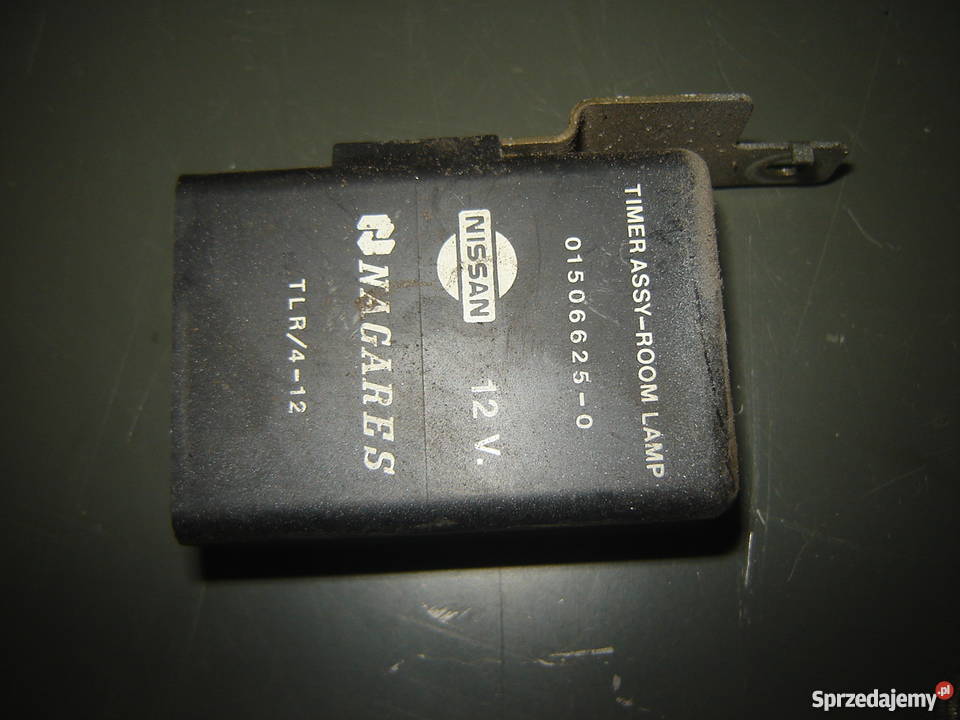 TIMER ASSY-ROOM LAMP
01506625-0
NISSAN 12 V.
NAGARES
TLR/4-12
Sprzedajemy.pl